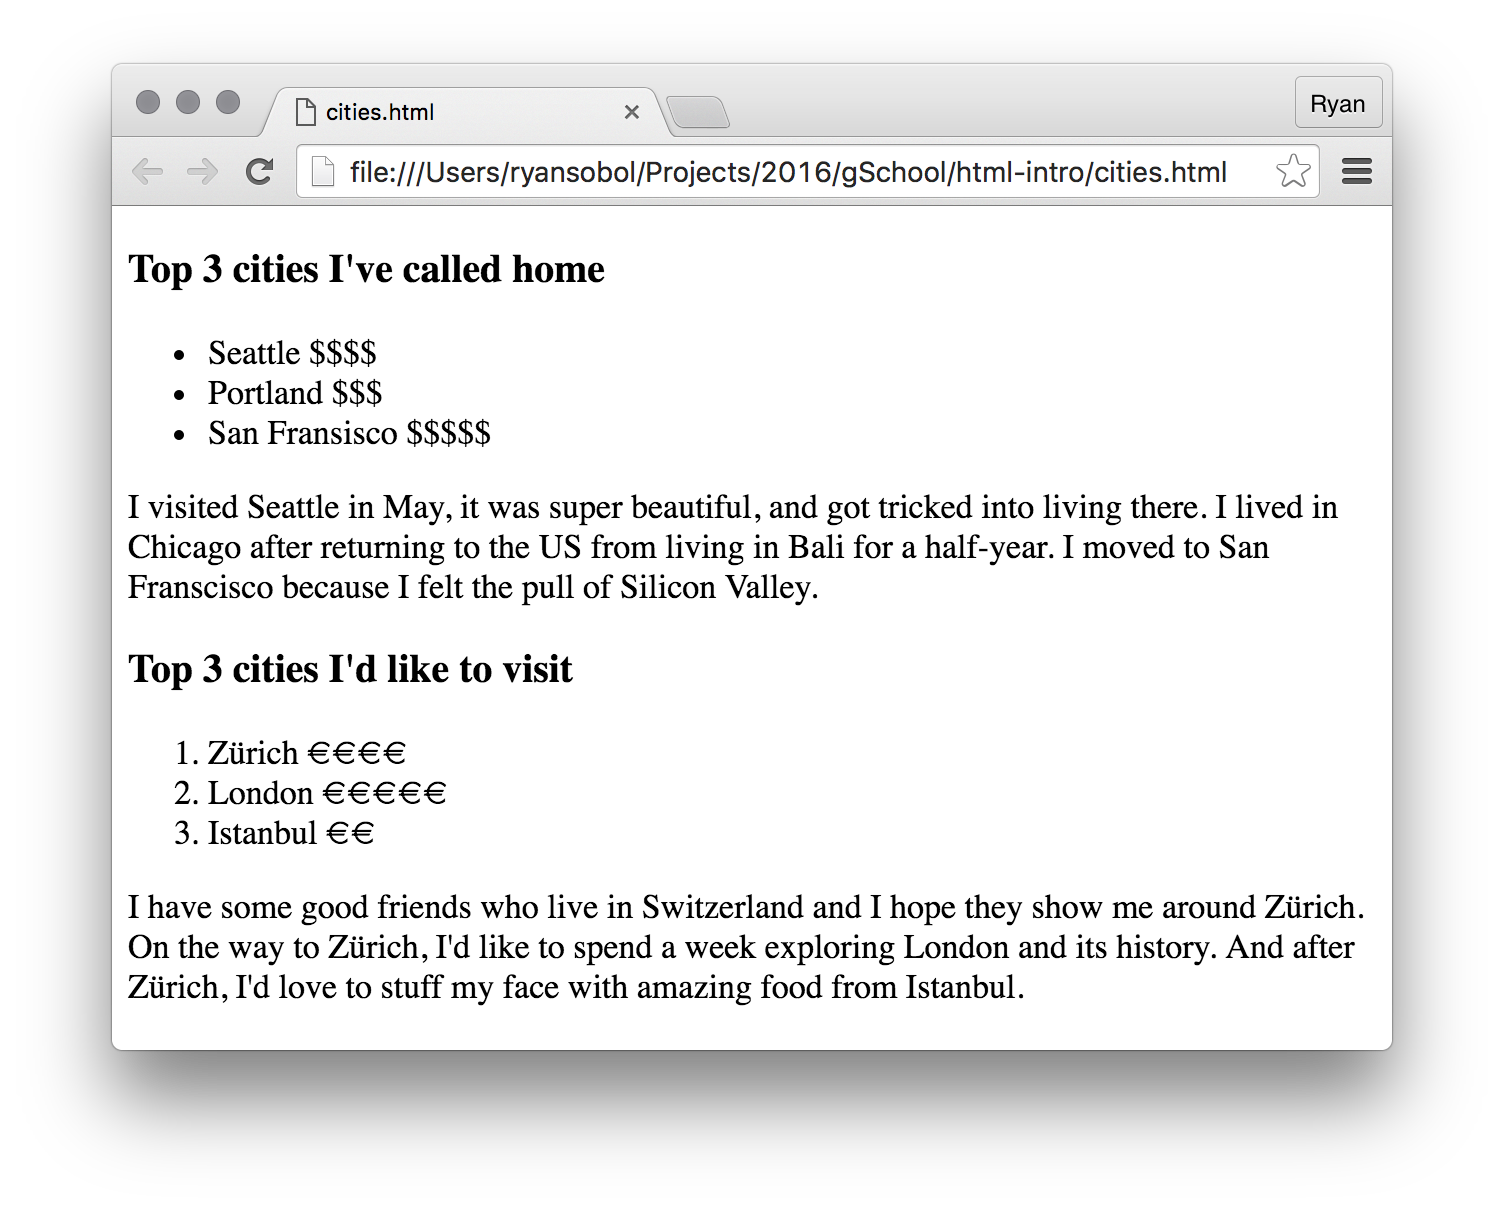 cities.html
Ryan
file:///Users/ryansobol/Projects/2016/gSchool/html-intro/cities.html
Top 3 cities I've called home
• Seattle $$$$
• Portland $$$
• San Fransisco $$$$$
I visited Seattle in May, it was super beautiful, and got tricked into living there. I lived in
Chicago after returning to the US from living in Bali for a half-year. I moved to San
Franscisco because I felt the pull of Silicon Valley.
Top 3 cities I'd like to visit
1. Zürich €€€€
2. London €€€€€
3. Istanbul €€
I have some good friends who live in Switzerland and I hope they show me around Zürich.
On the way to Zürich, I'd like to spend a week exploring London and its history. And after
Zürich, I'd love to stuff my face with amazing food from Istanbul.